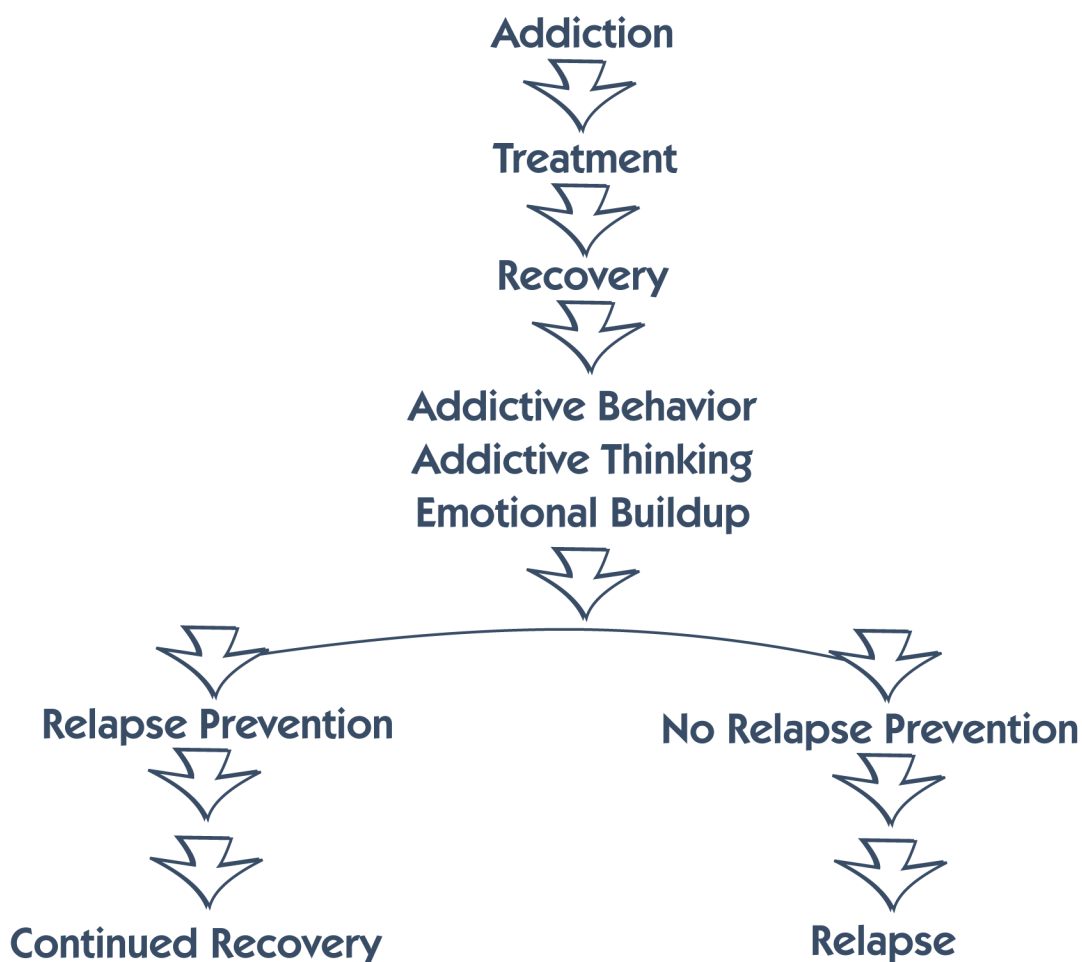 Addiction
Treatment
Recovery
Addictive Behavior
Addictive Thinking
Emotional Buildup
Relapse Prevention
No Relapse Prevention
Continued Recovery
Relapse